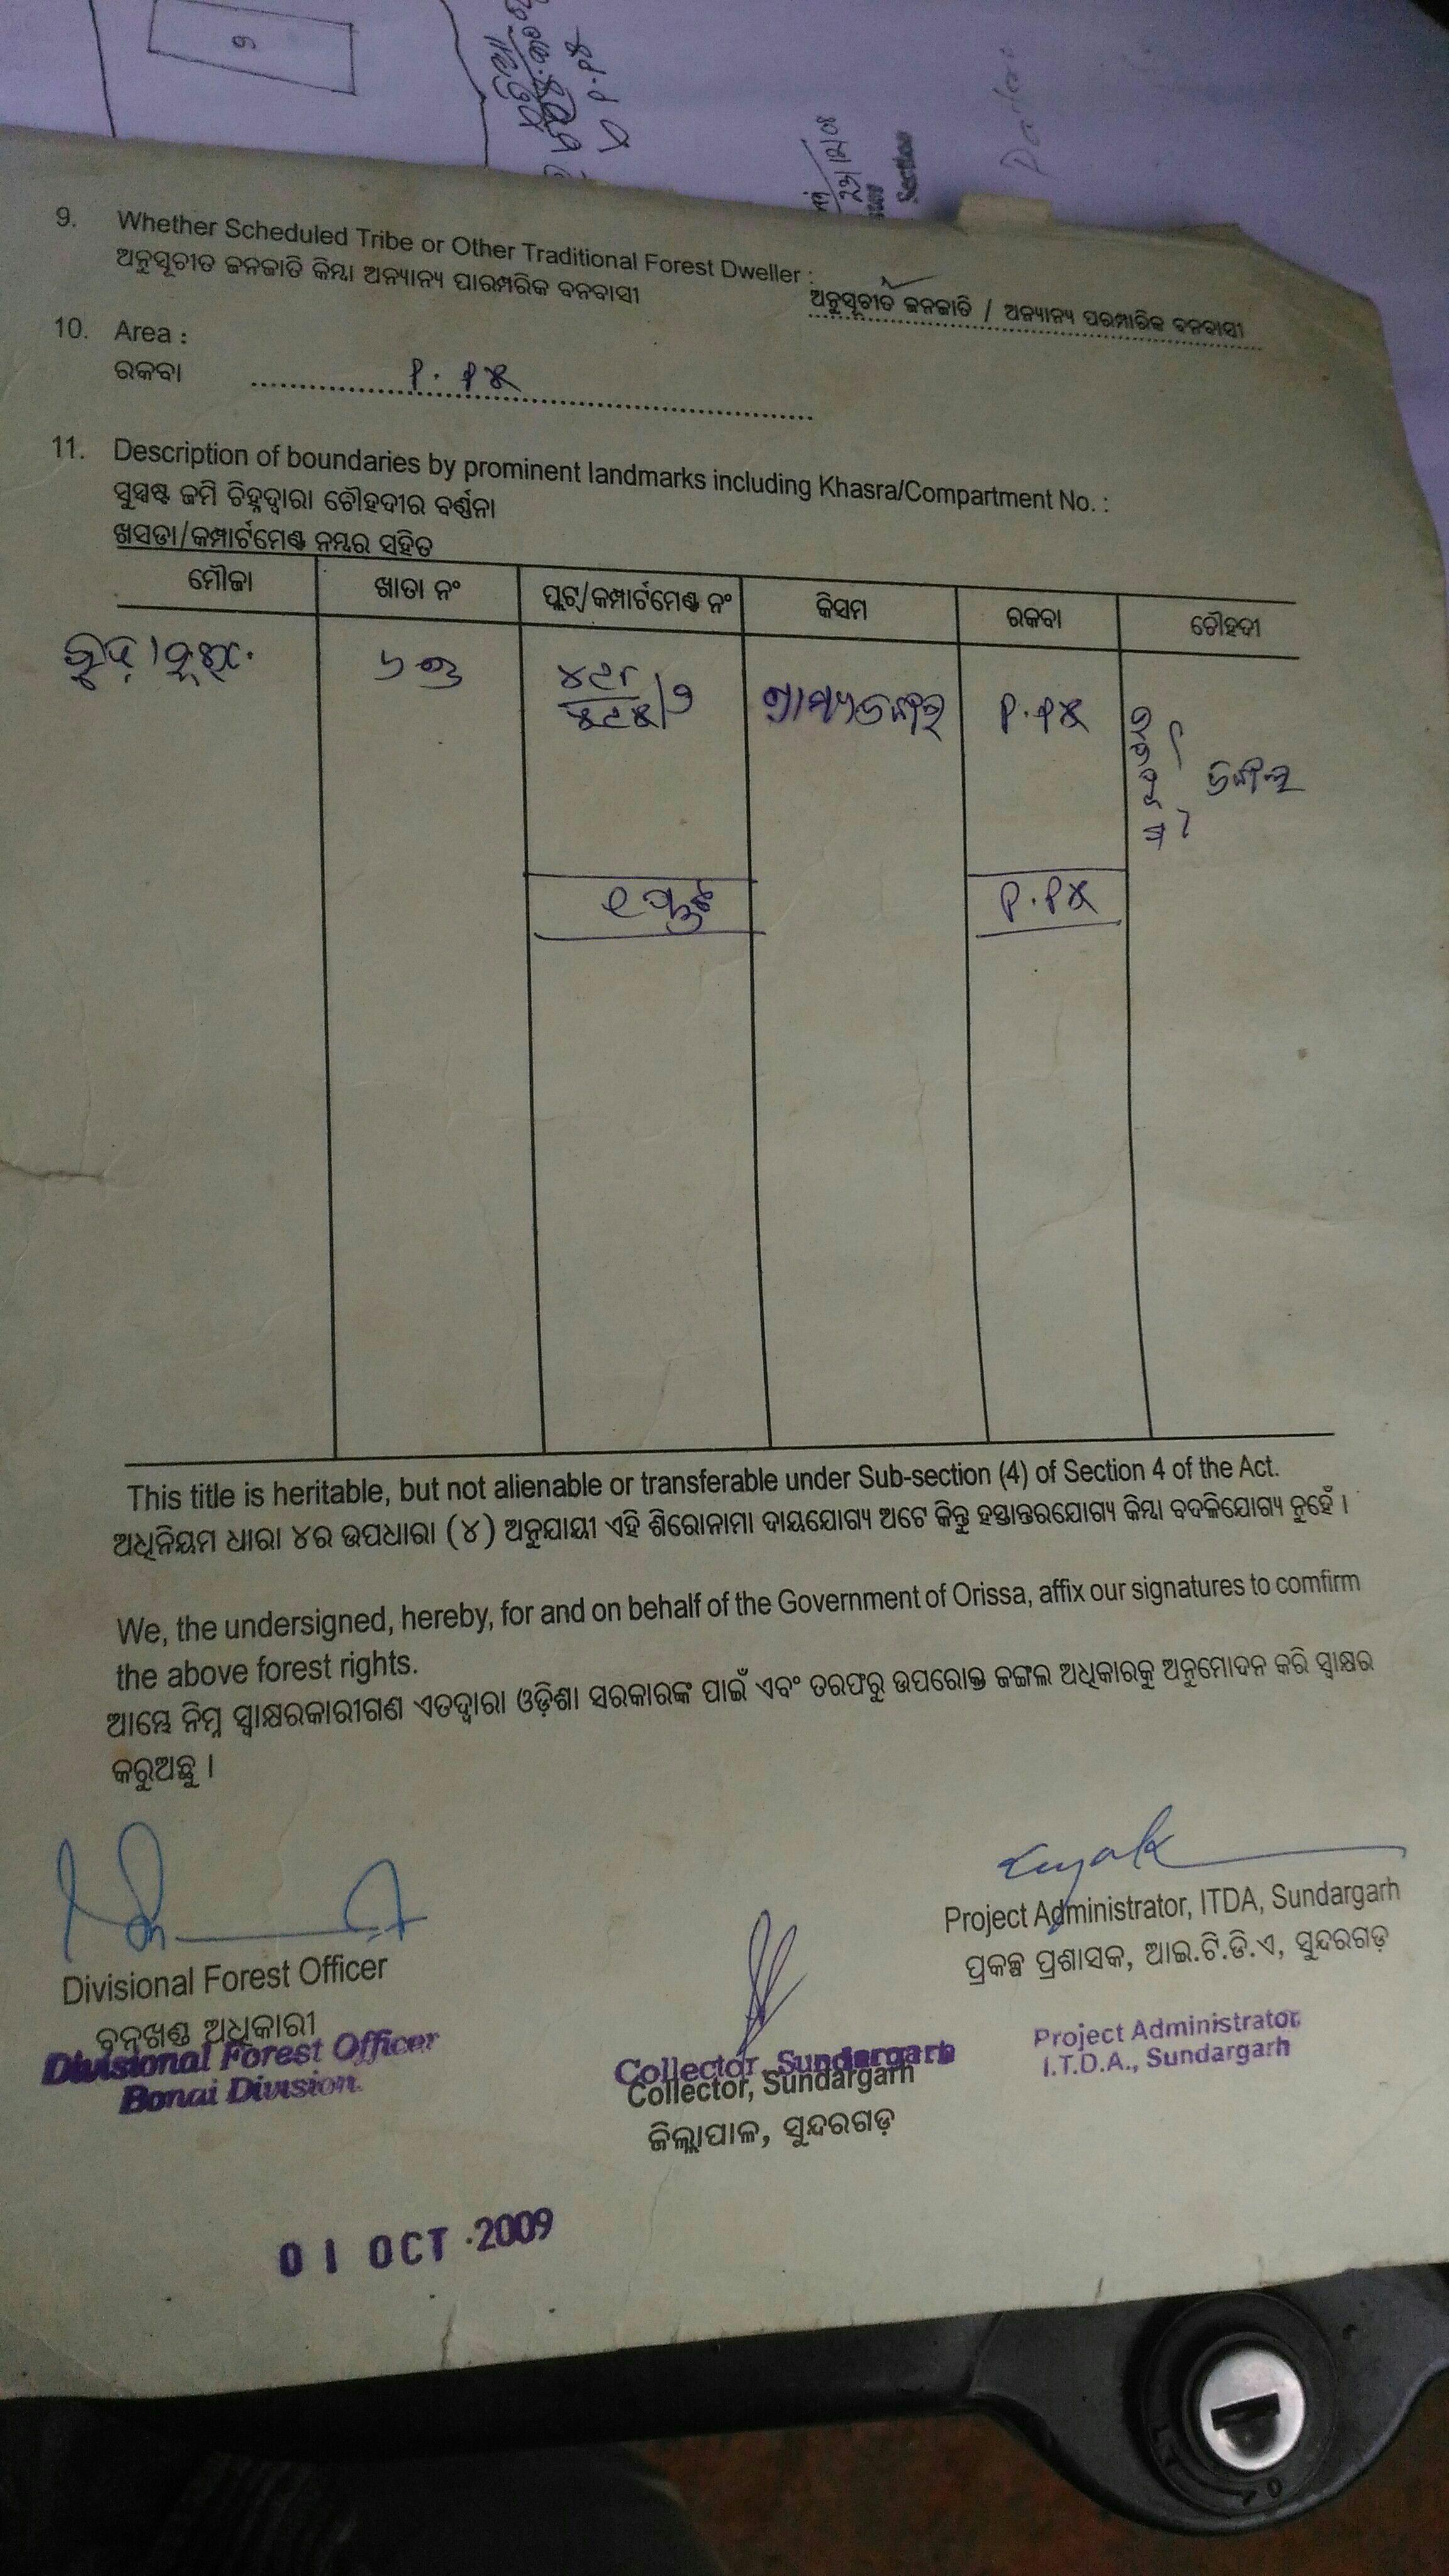 9. Whether Scheduled Tribe or Other Traditional Forest Dweller :
ଅନୁସୂଚୀତ ଜନଜାତି କିମ୍ବା ଅନ୍ୟାନ୍ୟ ପାରମ୍ପରିକ ବନବାସୀ
ଅନୁସୂଚୀତ ଜନଜାତି / ଅନ୍ୟାନ୍ୟ ପରମ୍ପାରିକ ବନବାସୀ
10. Area :
ରକବା
11. Description of boundaries by prominent landmarks including Khasra/Compartment No. :
ସୁସ୍ପଷ୍ଟ ଜମି ଚିହ୍ନଦ୍ୱାରା ଚୌହଦୀର ବର୍ଣ୍ଣନା
ଖସଡା/କମ୍ପାର୍ଟମେଣ୍ଟ ନମ୍ବର ସହିତ
ମୌଜା ଖାତା ନଂ ପ୍ଲଟ୍/କମ୍ପାର୍ଟମେଣ୍ଟ ନଂ କିସମ ରକବା ଚୌହଦୀ
ଗ୍ରାମ୍ୟଜଙ୍ଗଲ
ଜଙ୍ଗଲ
୧ ପ୍ଲଟ
This title is heritable, but not alienable or transferable under Sub-section (4) of Section 4 of the Act.
ଅଧିନିୟମ ଧାରା ୪ର ଉପଧାରା (୪) ଅନୁଯାୟୀ ଏହି ଶିରୋନାମା ଦାୟଯୋଗ୍ୟ ଅଟେ କିନ୍ତୁ ହସ୍ତାନ୍ତରଯୋଗ୍ୟ କିମ୍ବା ବଦଳିଯୋଗ୍ୟ ନୁହେଁ ।
We, the undersigned, hereby, for and on behalf of the Government of Orissa, affix our signatures to comfirm
the above forest rights.
ଆମ୍ଭେ ନିମ୍ନ ସ୍ୱାକ୍ଷରକାରୀଗଣ ଏତଦ୍ୱାରା ଓଡ଼ିଶା ସରକାରଙ୍କ ପାଇଁ ଏବଂ ତରଫରୁ ଉପରୋକ୍ତ ଜଙ୍ଗଲ ଅଧିକାରକୁ ଅନୁମୋଦନ କରି ସ୍ୱାକ୍ଷର
କରୁଅଛୁ ।
Project Administrator, ITDA, Sundargarh
ପ୍ରକଳ୍ପ ପ୍ରଶାସକ, ଆଇ.ଟି.ଡି.ଏ, ସୁନ୍ଦରଗଡ଼
Project Administrator
I.T.D.A., Sundargarh
Divisional Forest Officer
ବନଖଣ୍ଡ ଅଧିକାରୀ
Divisional Forest Officer
Bonai Division.
Collector, Sundargarh
Collector, Sundargarh
ଜିଲ୍ଲାପାଳ, ସୁନ୍ଦରଗଡ଼
01 OCT 2009